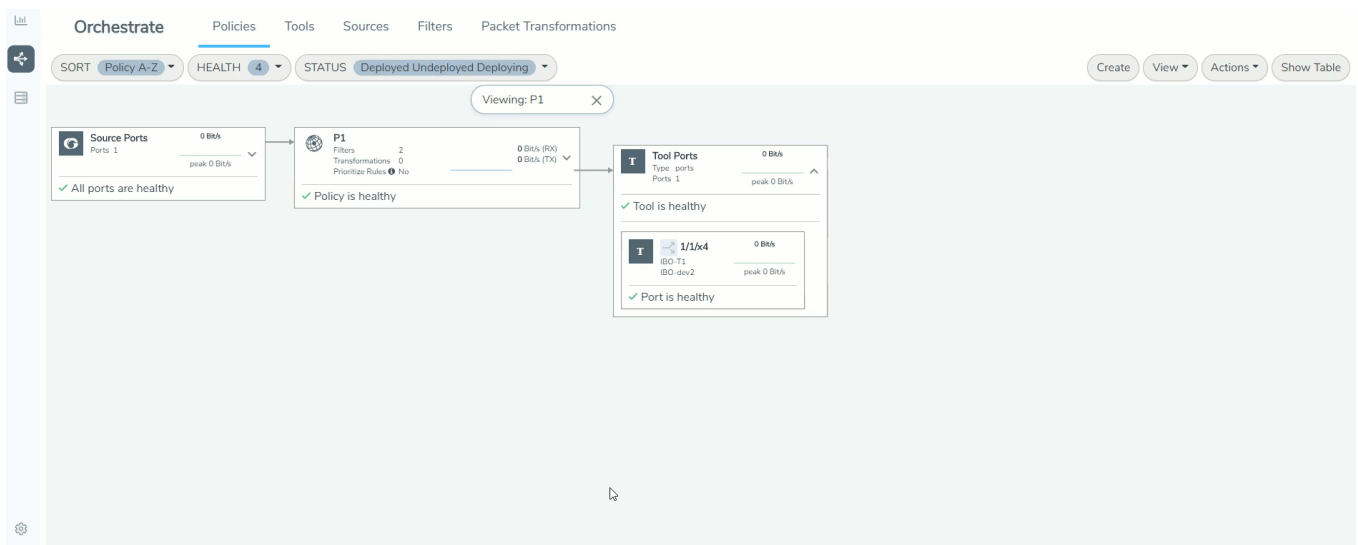 Orchestrate
Policies
Tools
Sources
Filters
Packet Transformations
SORT Policy A-Z
HEALTH 4
STATUS Deployed Undeployed Deploying
Create
View
Actions
Show Table
Viewing: P1
Source Ports
Ports 1
0 Bit/s
peak 0 Bit/s
All ports are healthy
P1
Filters 2
Transformations 0
Prioritize Rules No
0 Bit/s (RX)
0 Bit/s (TX)
Policy is healthy
T
Tool Ports
Type ports
Ports 1
0 Bit/s
peak 0 Bit/s
Tool is healthy
T
1/1/x4
IBO-T1
IBO-dev2
0 Bit/s
peak 0 Bit/s
Port is healthy